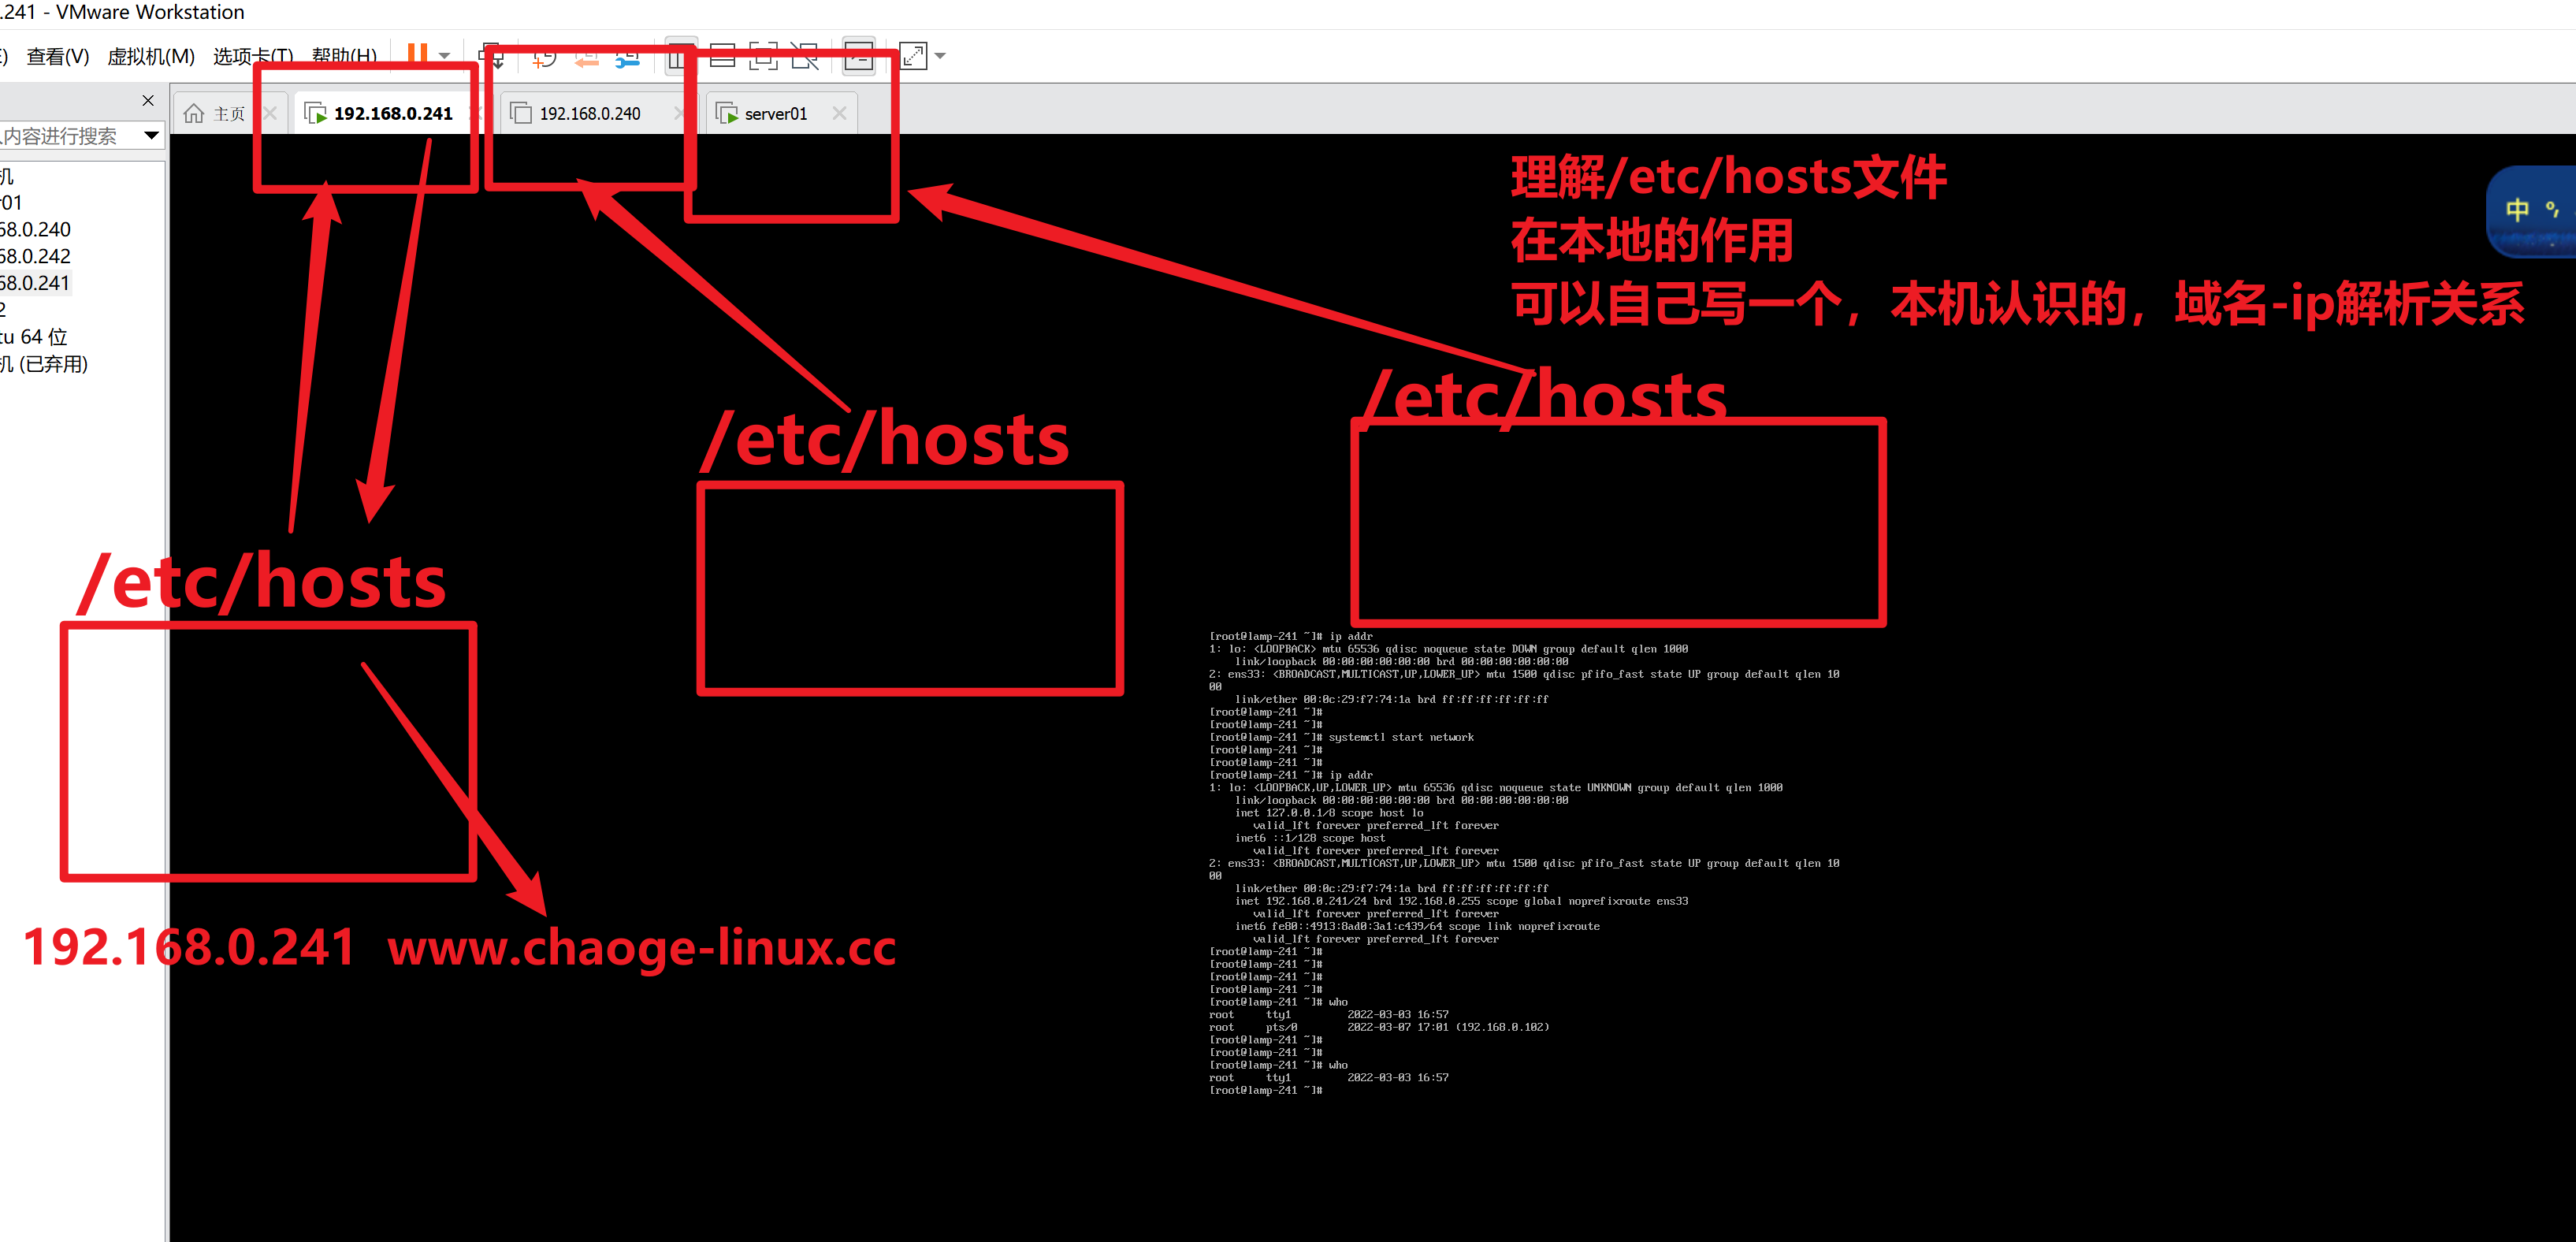 .241 - VMware Workstation
查看(V) 虚拟机(M) 选项卡(T) 帮助(H)
主页 192.168.0.241 192.168.0.240 server01
内容进行搜索
机
r01
68.0.240
68.0.242
68.0.241
2
tu 64 位
机 (已弃用)
理解/etc/hosts文件
在本地的作用
可以自己写一个，本机认识的，域名-ip解析关系
中
/etc/hosts
/etc/hosts
/etc/hosts
192.168.0.241 www.chaoge-linux.cc
[root@lamp-241 ~]# ip addr
1: lo: <LOOPBACK> mtu 65536 qdisc noqueue state DOWN group default qlen 1000
link/loopback 00:00:00:00:00:00 brd 00:00:00:00:00:00
2: ens33: <BROADCAST,MULTICAST,UP,LOWER_UP> mtu 1500 qdisc pfifo_fast state UP group default qlen 10
00
link/ether 00:0c:29:f7:74:1a brd ff:ff:ff:ff:ff:ff
[root@lamp-241 ~]#
[root@lamp-241 ~]#
[root@lamp-241 ~]# systemctl start network
[root@lamp-241 ~]#
[root@lamp-241 ~]#
[root@lamp-241 ~]# ip addr
1: lo: <LOOPBACK,UP,LOWER_UP> mtu 65536 qdisc noqueue state UNKNOWN group default qlen 1000
link/loopback 00:00:00:00:00:00 brd 00:00:00:00:00:00
inet 127.0.0.1/8 scope host lo
valid_lft forever preferred_lft forever
inet6 ::1/128 scope host
valid_lft forever preferred_lft forever
2: ens33: <BROADCAST,MULTICAST,UP,LOWER_UP> mtu 1500 qdisc pfifo_fast state UP group default qlen 10
00
link/ether 00:0c:29:f7:74:1a brd ff:ff:ff:ff:ff:ff
inet 192.168.0.241/24 brd 192.168.0.255 scope global noprefixroute ens33
valid_lft forever preferred_lft forever
inet6 fe80::4913:8ad0:3a1:c439/64 scope link noprefixroute
valid_lft forever preferred_lft forever
[root@lamp-241 ~]#
[root@lamp-241 ~]#
[root@lamp-241 ~]#
[root@lamp-241 ~]#
[root@lamp-241 ~]# who
root tty1 2022-03-03 16:57
root pts/0 2022-03-07 17:01 (192.168.0.102)
[root@lamp-241 ~]#
[root@lamp-241 ~]#
[root@lamp-241 ~]# who
root tty1 2022-03-03 16:57
[root@lamp-241 ~]#